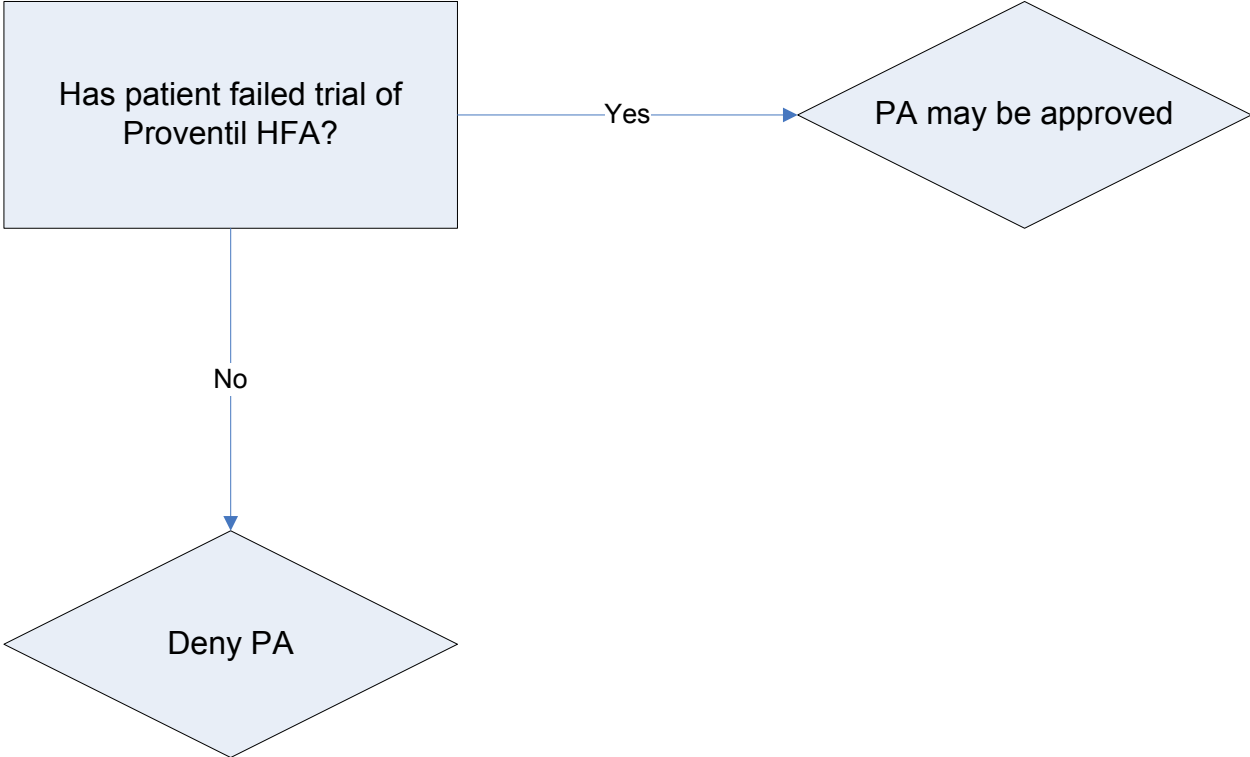 Has patient failed trial of
Proventil HFA?
Yes
PA may be approved
No
Deny PA